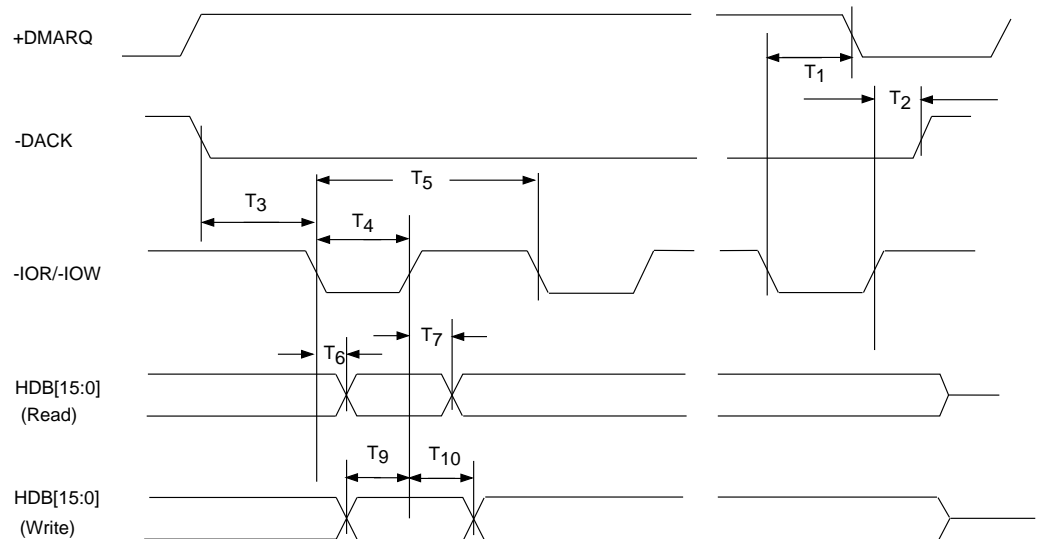 +DMARQ
T1
T2
-DACK
T5
T3
T4
-IOR/-IOW
T7
T6
HDB[15:0]
(Read)
T9
T10
HDB[15:0]
(Write)